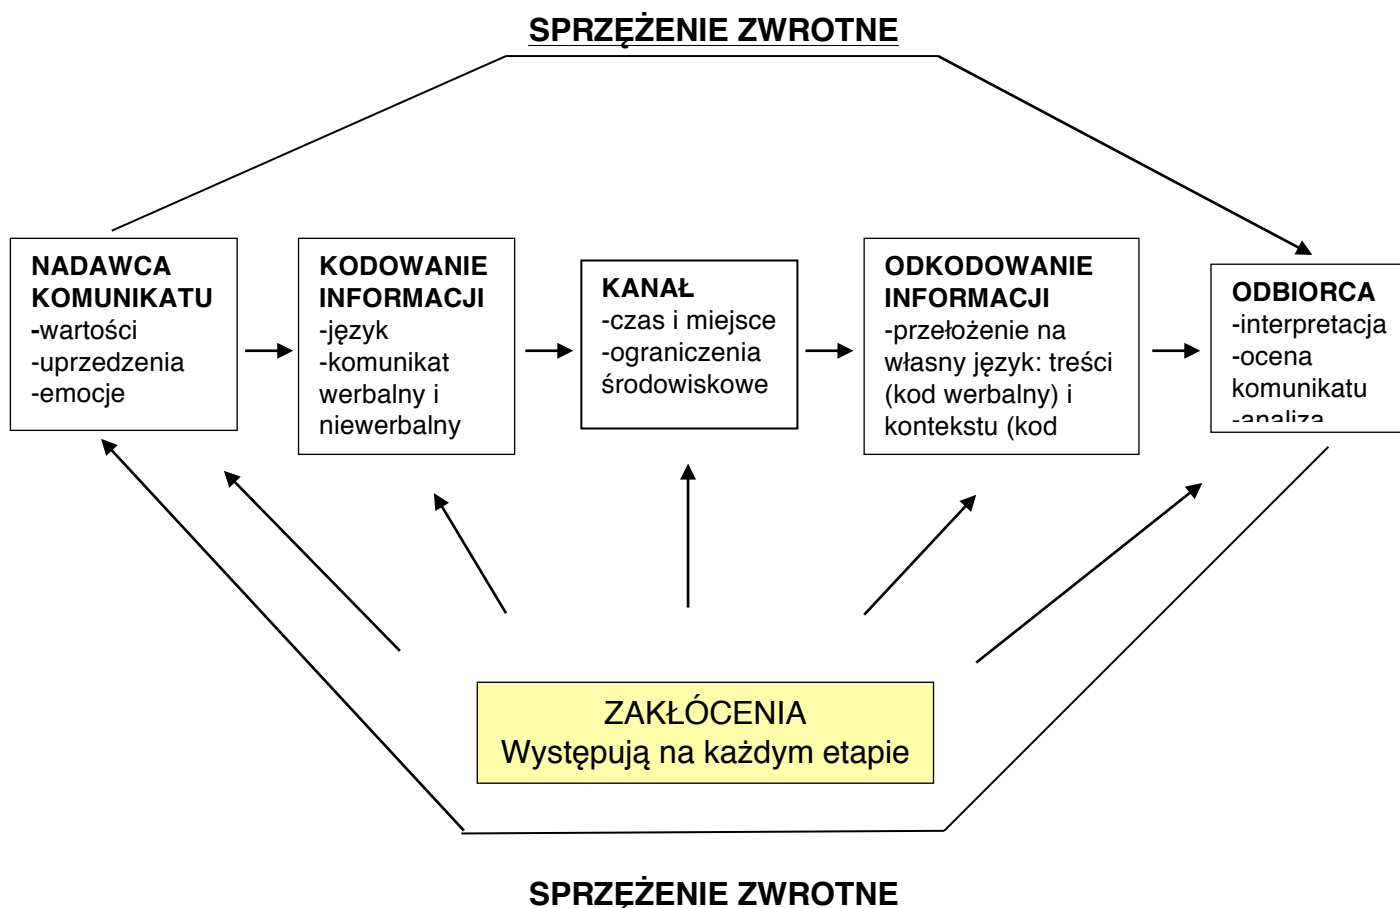 SPRZĘŻENIE ZWROTNE
NADAWCA
KOMUNIKATU
-wartości
-uprzedzenia
-emocje
KODOWANIE
INFORMACJI
-język
-komunikat
werbalny i
niewerbalny
KANAŁ
-czas i miejsce
-ograniczenia
środowiskowe
ODKODOWANIE
INFORMACJI
-przełożenie na
własny język: treści
(kod werbalny) i
kontekstu (kod
ODBIORCA
-interpretacja
-ocena
komunikatu
-analiza
ZAKŁÓCENIA
Występują na każdym etapie
SPRZĘŻENIE ZWROTNE